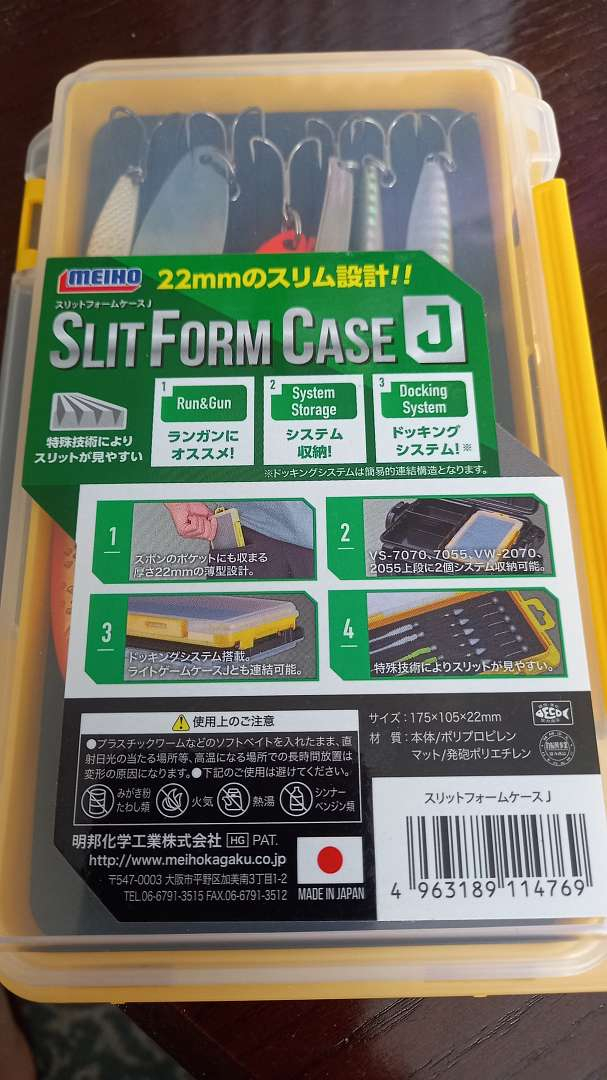 MEIHO
22mmのスリム設計!!
スリットフォームケース J
SLIT FORM CASE J
特殊技術により
スリットが見やすい
1
Run&Gun
ランガンに
オススメ!
2
System
Storage
システム
収納!
3
Docking
System
ドッキング
システム!※
※ドッキングシステムは簡易的連結構造となります。
1
ズボンのポケットにも収まる
厚さ22mmの薄型設計。
2
VS-7070、7055、VW-2070、
2055上段に2個システム収納可能。
3
ドッキングシステム搭載。
ライトゲームケースJとも連結可能。
4
特殊技術によりスリットが見やすい。
使用上のご注意
●プラスチックワームなどのソフトベイトを入れたまま、直
射日光の当たる場所等、高温になる場所での長時間放置は
変形の原因になります。●下記のご使用は避けてください。
みがき粉
たわし類
火気
熱湯
シンナー
ベンジン類
明邦化学工業株式会社 HG PAT.
http://www.meihokagaku.co.jp
〒547-0003 大阪市平野区加美南3丁目1-2
TEL.06-6791-3515 FAX.06-6791-3512
MADE IN JAPAN
サイズ：175×105×22mm
材 質：本体/ポリプロピレン
マット/発砲ポリエチレン
スリットフォームケース J
4 963189 114769